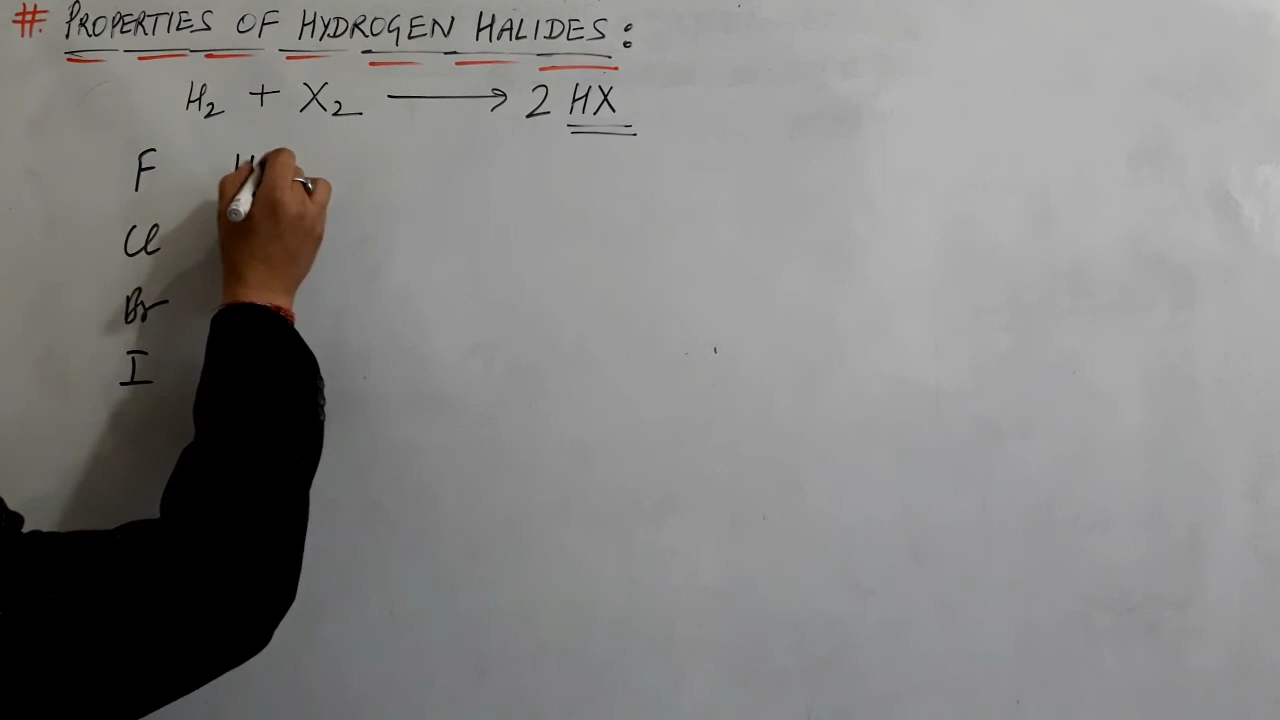 # PROPERTIES OF HYDROGEN HALIDES :
H₂ + X₂ ⟶ 2 HX
F H
Cl
Br
I